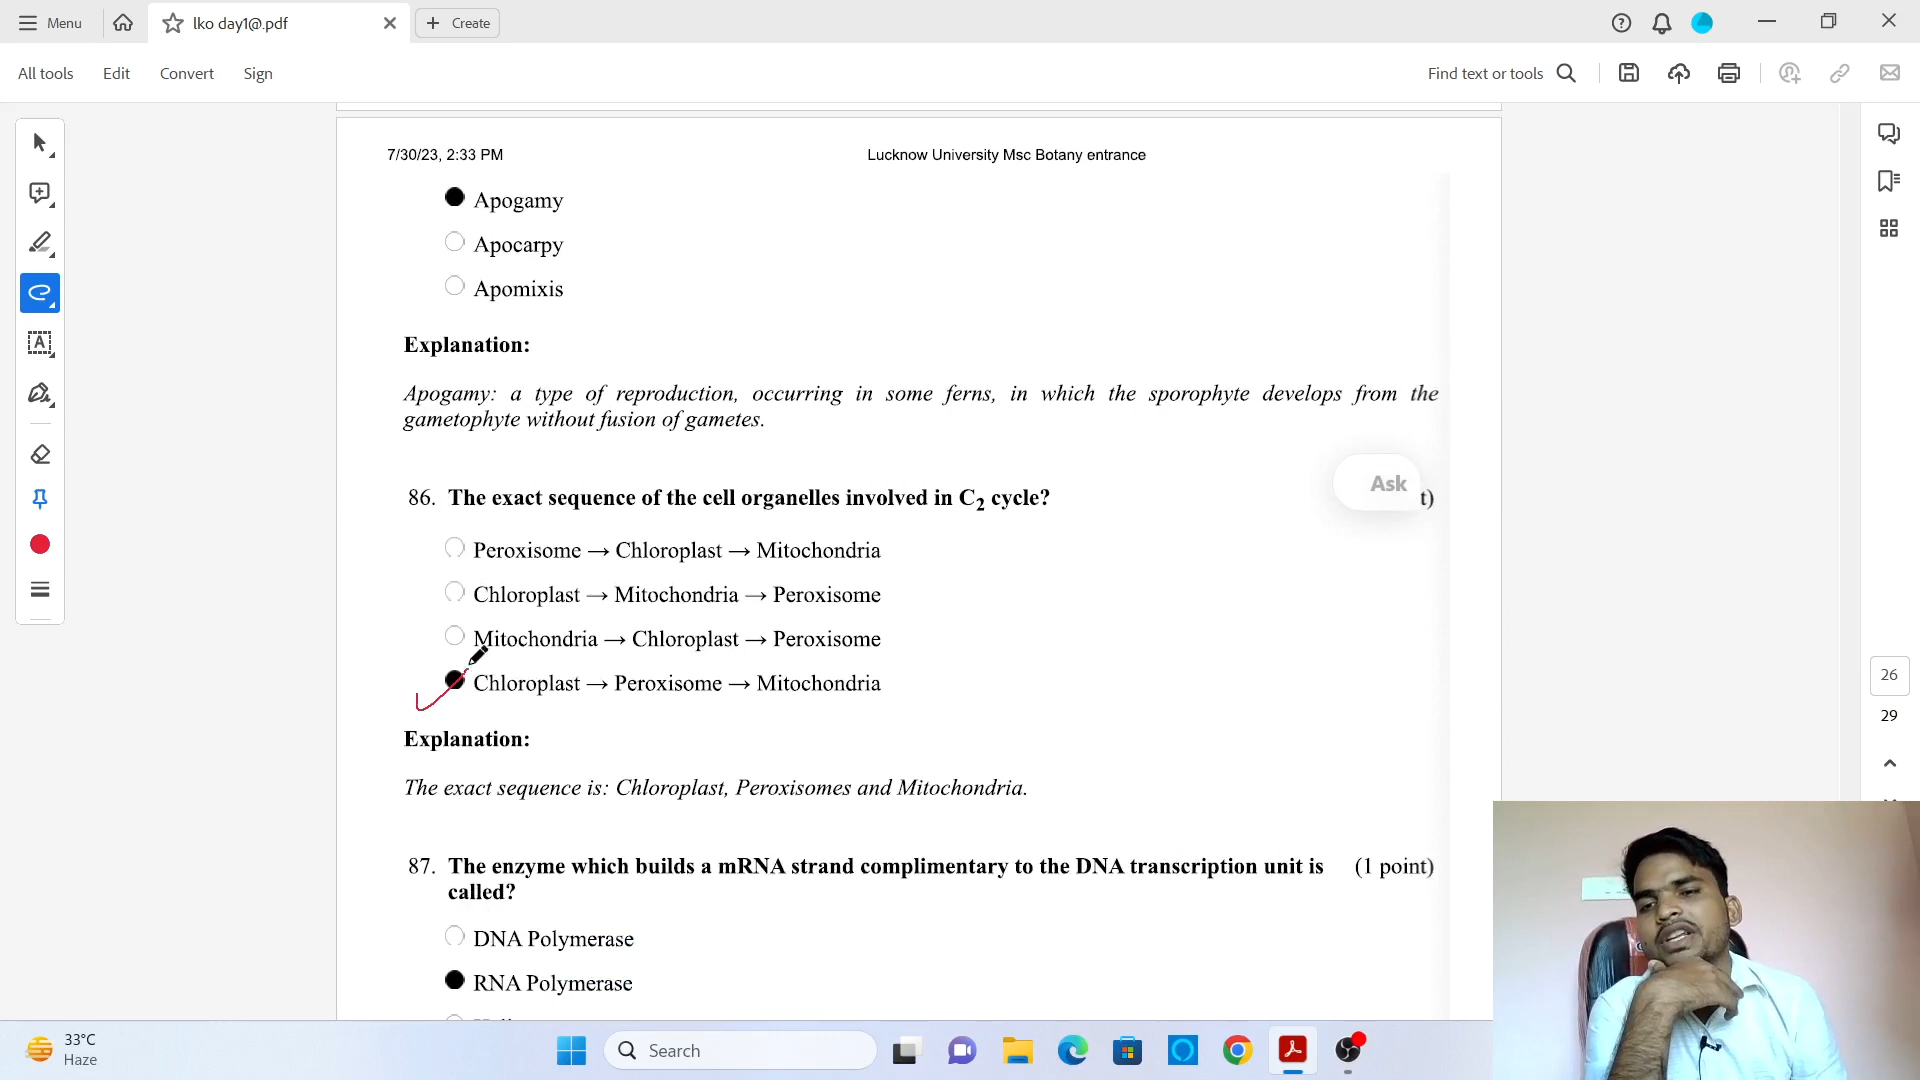 Menu
lko day1@.pdf
Create
All tools
Edit
Convert
Sign
Find text or tools
7/30/23, 2:33 PM
Lucknow University Msc Botany entrance
Apogamy
Apocarpy
Apomixis
Explanation:
Apogamy: a type of reproduction, occurring in some ferns, in which the sporophyte develops from the
gametophyte without fusion of gametes.
Ask
86. The exact sequence of the cell organelles involved in C₂ cycle? t)
Peroxisome → Chloroplast → Mitochondria
Chloroplast → Mitochondria → Peroxisome
Mitochondria → Chloroplast → Peroxisome
Chloroplast → Peroxisome → Mitochondria
26
29
Explanation:
The exact sequence is: Chloroplast, Peroxisomes and Mitochondria.
87. The enzyme which builds a mRNA strand complimentary to the DNA transcription unit is (1 point)
called?
DNA Polymerase
RNA Polymerase
33°C
Haze
Search